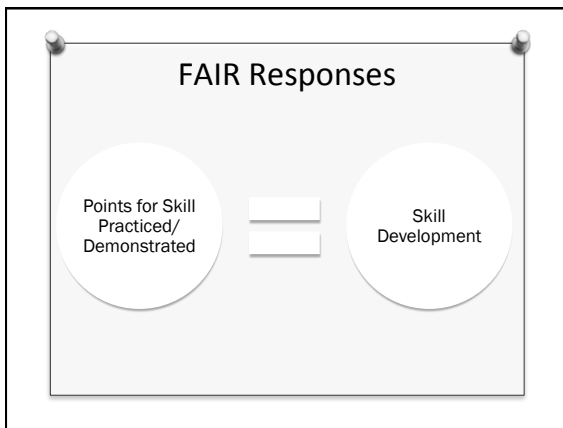 FAIR Responses
Points for Skill
Practiced/
Demonstrated
Skill
Development